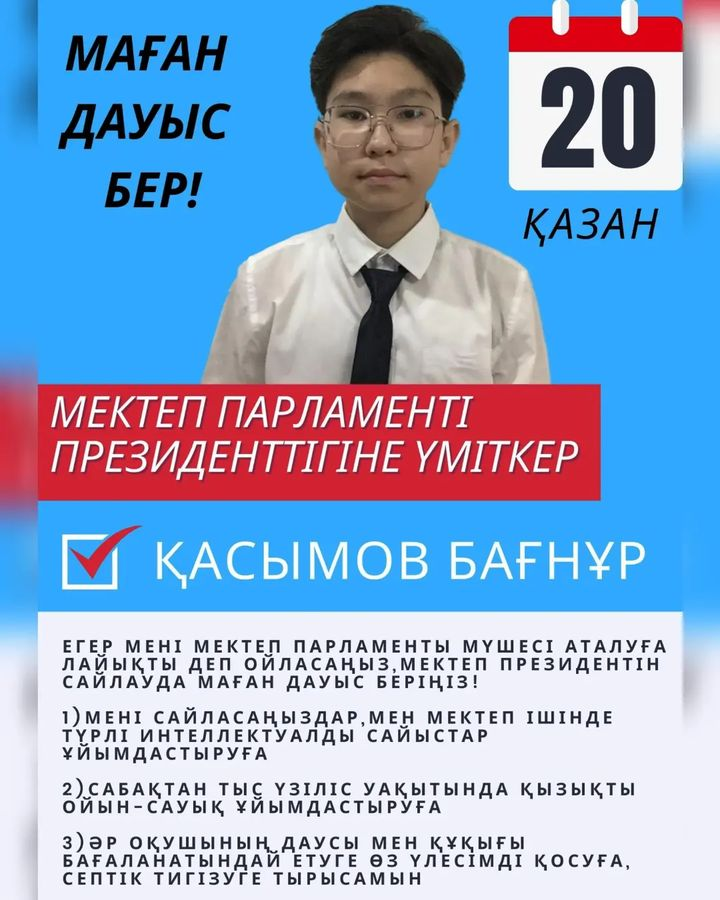 МАҒАН
ДАУЫС
БЕР!
20
ҚАЗАН
МЕКТЕП ПАРЛАМЕНТІ
ПРЕЗИДЕНТТІГІНЕ ҮМІТКЕР
ҚАСЫМОВ БАҒНҰР
ЕГЕР МЕНІ МЕКТЕП ПАРЛАМЕНТЫ МҮШЕСІ АТАЛУҒА
ЛАЙЫҚТЫ ДЕП ОЙЛАСАҢЫЗ,МЕКТЕП ПРЕЗИДЕНТІН
САЙЛАУДА МАҒАН ДАУЫС БЕРІҢІЗ!
1)МЕНІ САЙЛАСАҢЫЗДАР,МЕН МЕКТЕП ІШІНДЕ
ТҮРЛІ ИНТЕЛЛЕКТУАЛДЫ САЙЫСТАР
ҰЙЫМДАСТЫРУҒА
2)САБАҚТАН ТЫС ҮЗІЛІС УАҚЫТЫНДА ҚЫЗЫҚТЫ
ОЙЫН-САУЫҚ ҰЙЫМДАСТЫРУҒА
3)ӘР ОҚУШЫНЫҢ ДАУСЫ МЕН ҚҰҚЫҒЫ
БАҒАЛАНАТЫНДАЙ ЕТУГЕ ӨЗ ҮЛЕСІМДІ ҚОСУҒА,
СЕПТІК ТИГІЗУГЕ ТЫРЫСАМЫН